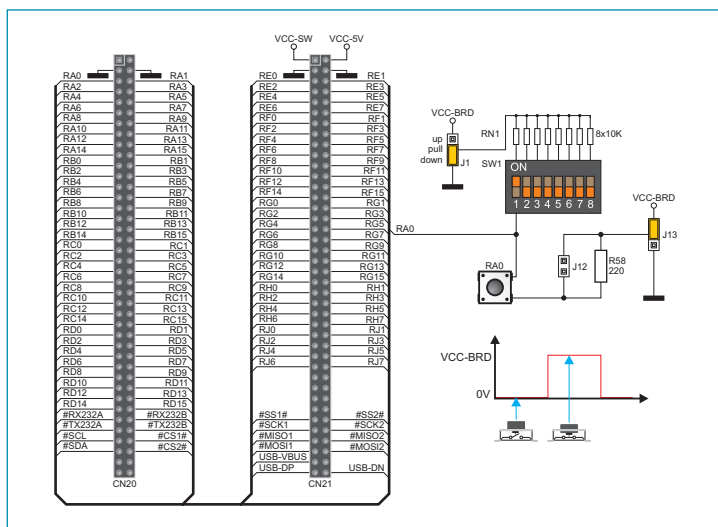 RA0 RA1
RA2 RA3
RA4 RA5
RA6 RA7
RA8 RA9
RA10 RA11
RA12 RA13
RA14 RA15
RB0 RB1
RB2 RB3
RB4 RB5
RB6 RB7
RB8 RB9
RB10 RB11
RB12 RB13
RB14 RB15
RC0 RC1
RC2 RC3
RC4 RC5
RC6 RC7
RC8 RC9
RC10 RC11
RC12 RC13
RC14 RC15
RD0 RD1
RD2 RD3
RD4 RD5
RD6 RD7
RD8 RD9
RD10 RD11
RD12 RD13
RD14 RD15
#RX232A #RX232B
#TX232A #TX232B
#SCL #CS1#
#SDA #CS2#
CN20
VCC-SW VCC-5V
RE0 RE1
RE2 RE3
RE4 RE5
RE6 RE7
RF0 RF1
RF2 RF3
RF4 RF5
RF6 RF7
RF8 RF9
RF10 RF11
RF12 RF13
RF14 RF15
RG0 RG1
RG2 RG3
RG4 RG5
RG6 RG7
RG8 RG9
RG10 RG11
RG12 RG13
RG14 RG15
RH0 RH1
RH2 RH3
RH4 RH5
RH6 RH7
RJ0 RJ1
RJ2 RJ3
RJ4 RJ5
RJ6 RJ7
#SS1# #SS2#
#SCK1 #SCK2
#MISO1 #MISO2
#MOSI1 #MOSI2
USB-VBUS
USB-DP USB-DN
CN21
VCC-BRD
up
pull
down
J1
RN1
8x10K
SW1
ON
1 2 3 4 5 6 7 8
RA0
VCC-BRD
J13
J12
R58
220
RA0
VCC-BRD
0V